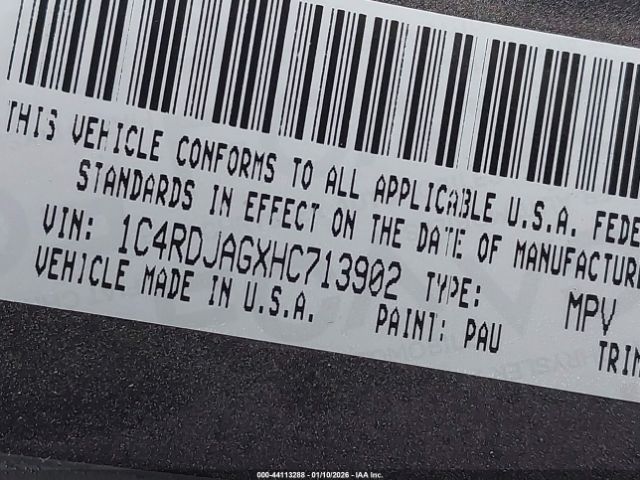 THIS VEHICLE CONFORMS TO ALL APPLICABLE U.S.A. FEDE
STANDARDS IN EFFECT ON THE DATE OF MANUFACTURE
VIN: 1C4RDJAGXHC713902 TYPE: MPV
VEHICLE MADE IN U.S.A. PAINT: PAU TRIM
000-44113288 - 01/10/2026 - IAA Inc.